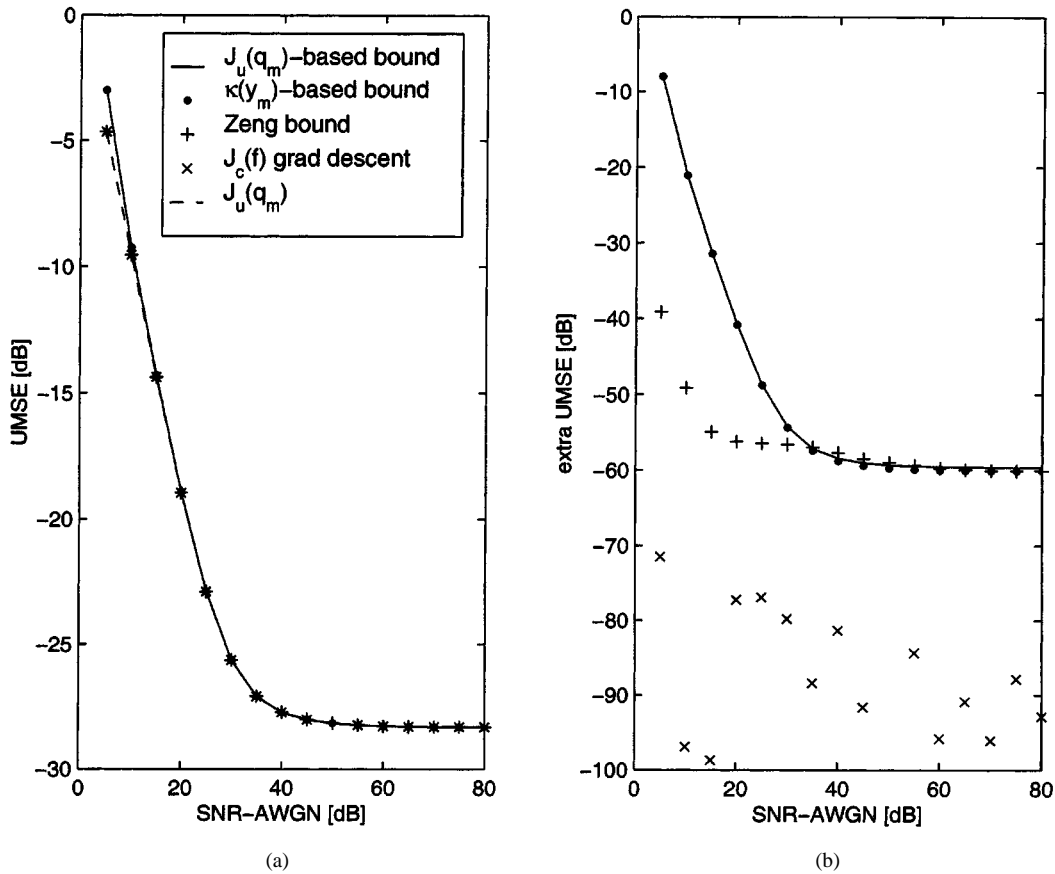 0
−5
−10
−15
−20
−25
−30
UMSE [dB]
0
20
40
60
80
SNR−AWGN [dB]
J_u(q_m)−based bound
κ(y_m)−based bound
Zeng bound
J_c(f) grad descent
J_u(q_m)
(a)
0
−10
−20
−30
−40
−50
−60
−70
−80
−90
−100
extra UMSE [dB]
0
20
40
60
80
SNR−AWGN [dB]
(b)